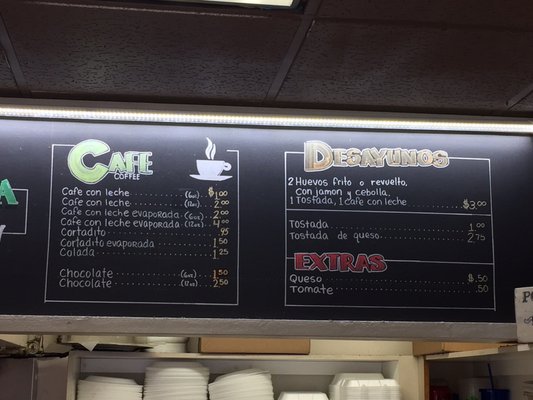 A
CAFE
COFFEE
Cafe con leche (6oz) $1.00
Cafe con leche (12oz) 2.00
Cafe con leche evaporada (6oz) 2.00
Cafe con leche evaporada (12oz) 4.00
Cortadito .95
Cortadito evaporada 1.50
Colada 1.25
Chocolate (6oz) 1.50
Chocolate (12oz) 2.50
DESAYUNOS
2 Huevos frito o revuelto,
con jamon y cebolla.
1 Tostada, 1 cafe con leche $3.00
Tostada 1.00
Tostada de queso 2.75
EXTRAS
Queso $.50
Tomate .50